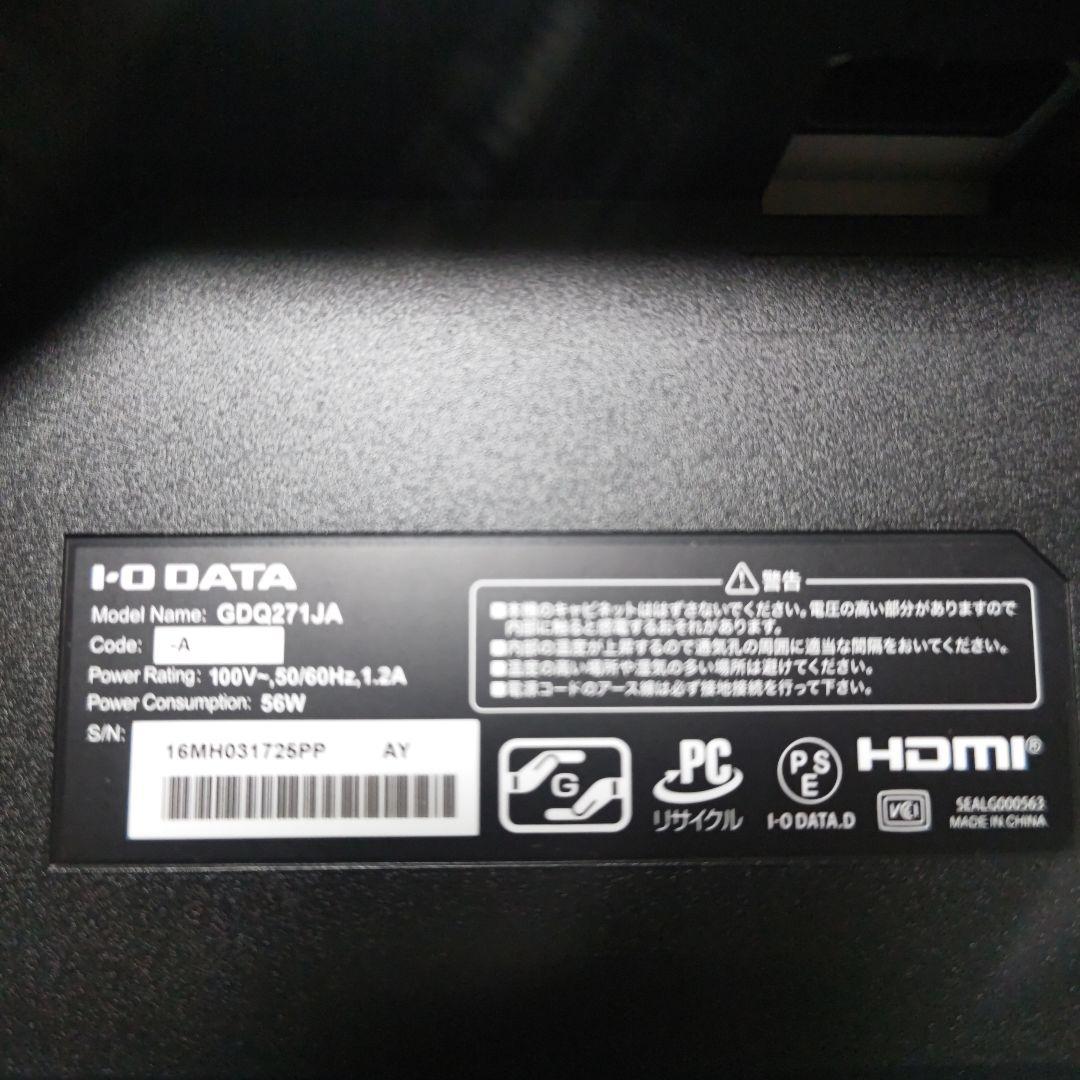 I-O DATA
Model Name: GDQ271JA
Code: -A
Power Rating: 100V~,50/60Hz,1.2A
Power Consumption: 56W
S/N:
16MH031725PP AY
警告
■本機のキャビネットははずさないでください。電圧の高い部分がありますので
内部に触ると感電するおそれがあります。
■内部の温度が上昇するので通気孔の周囲に適当な間隔をおいてください。
■温度の高い場所や湿気の多い場所は避けてください。
■電源コードのアース線は必ず接地接続を行って下さい。
G
PC
リサイクル
PSE
I-O DATA.D
HDMI®
VCCI
SEALG000563
MADE IN CHINA